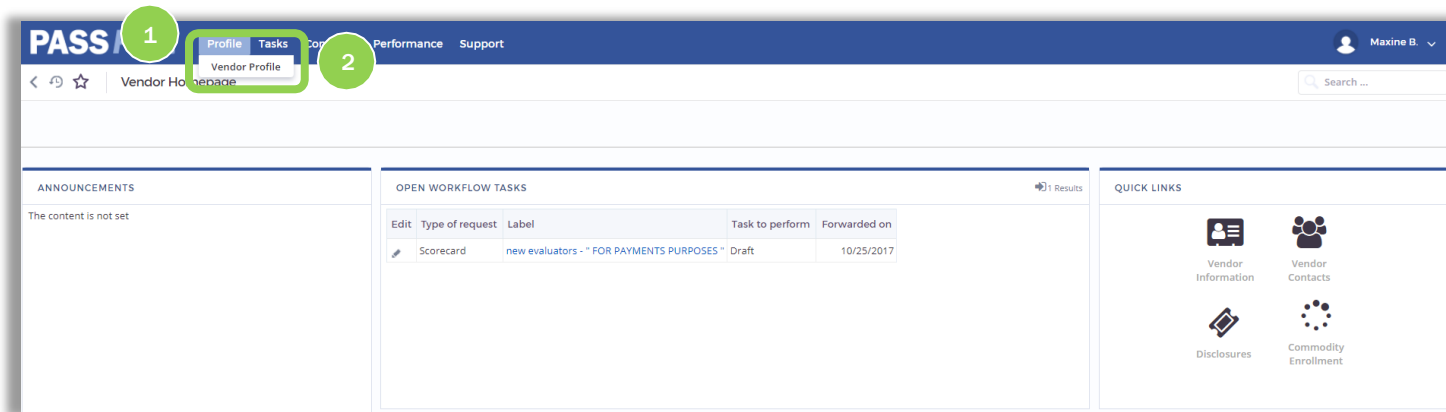 PASS
1
Profile Tasks Performance Support
Maxine B.
Vendor Profile
2
Vendor Homepage
Search ...
ANNOUNCEMENTS
The content is not set
OPEN WORKFLOW TASKS
1 Results
Edit Type of request Label Task to perform Forwarded on
Scorecard new evaluators - " FOR PAYMENTS PURPOSES " Draft 10/25/2017
QUICK LINKS
Vendor
Information
Vendor
Contacts
Disclosures
Commodity
Enrollment